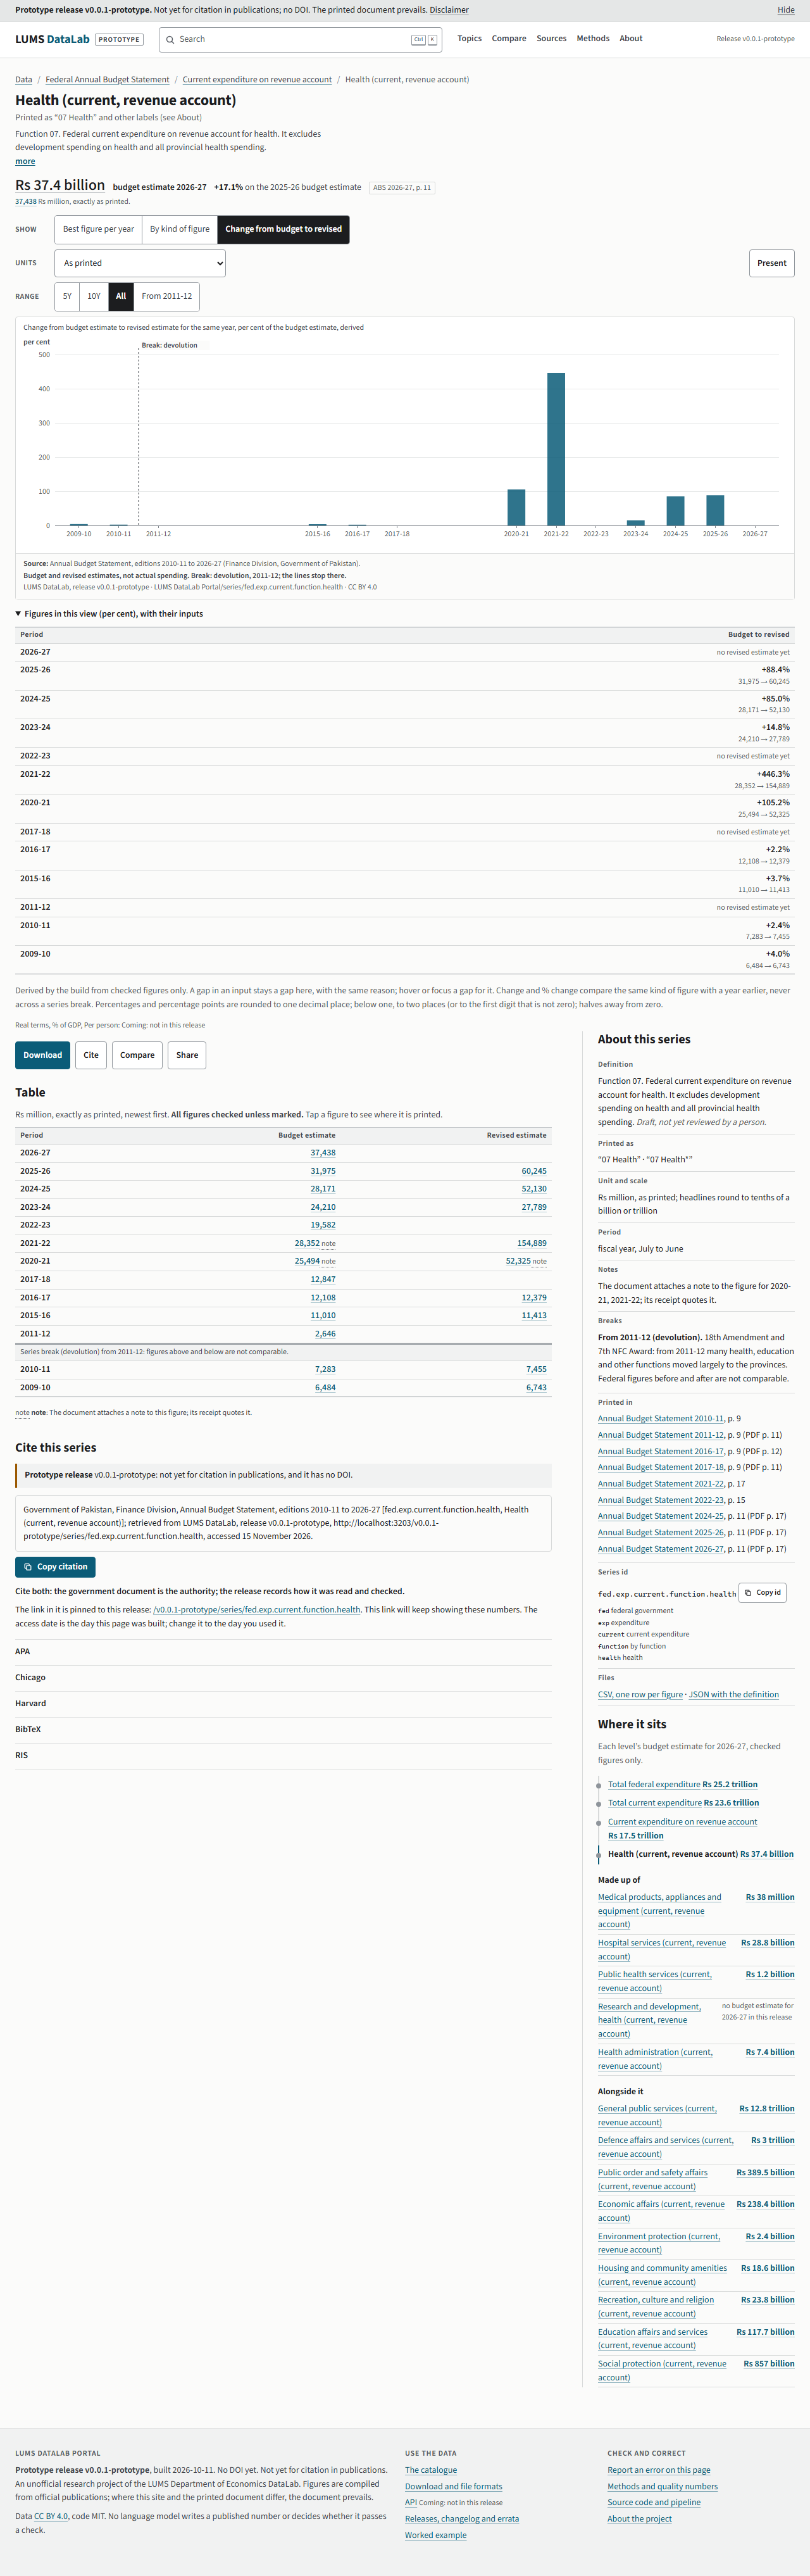 Prototype release v0.0.1-prototype. Not yet for citation in publications; no DOI. The printed document prevails. Disclaimer
Hide
LUMS DataLab PROTOTYPE
Search Ctrl K
Topics Compare Sources Methods About
Release v0.0.1-prototype
Data / Federal Annual Budget Statement / Current expenditure on revenue account / Health (current, revenue account)
Health (current, revenue account)
Printed as “07 Health” and other labels (see About)
Function 07. Federal current expenditure on revenue account for health. It excludes
development spending on health and all provincial health spending.
more
Rs 37.4 billion budget estimate 2026-27 +17.1% on the 2025-26 budget estimate ABS 2026-27, p. 11
37,438 Rs million, exactly as printed.
SHOW Best figure per year By kind of figure Change from budget to revised
UNITS As printed Present
RANGE 5Y 10Y All From 2011-12
Change from budget estimate to revised estimate for the same year, per cent of the budget estimate, derived
per cent
Break: devolution
500
400
300
200
100
0
2009-10 2010-11 2011-12 2015-16 2016-17 2017-18 2020-21 2021-22 2022-23 2023-24 2024-25 2025-26 2026-27
Source: Annual Budget Statement, editions 2010-11 to 2026-27 (Finance Division, Government of Pakistan).
Budget and revised estimates, not actual spending. Break: devolution, 2011-12; the lines stop there.
LUMS DataLab, release v0.0.1-prototype · LUMS DataLab Portal/series/fed.exp.current.function.health · CC BY 4.0
▼ Figures in this view (per cent), with their inputs
Period Budget to revised
2026-27 no revised estimate yet
2025-26 +88.4%
31,975 → 60,245
2024-25 +85.0%
28,171 → 52,130
2023-24 +14.8%
24,210 → 27,789
2022-23 no revised estimate yet
2021-22 +446.3%
28,352 → 154,889
2020-21 +105.2%
25,494 → 52,325
2017-18 no revised estimate yet
2016-17 +2.2%
12,108 → 12,379
2015-16 +3.7%
11,010 → 11,413
2011-12 no revised estimate yet
2010-11 +2.4%
7,283 → 7,455
2009-10 +4.0%
6,484 → 6,743
Derived by the build from checked figures only. A gap in an input stays a gap here, with the same reason; hover or focus a gap for it. Change and % change compare the same kind of figure with a year earlier, never
across a series break. Percentages and percentage points are rounded to one decimal place; below one, to two places (or to the first digit that is not zero); halves away from zero.
Real terms, % of GDP, Per person: Coming: not in this release
Download Cite Compare Share
Table
Rs million, exactly as printed, newest first. All figures checked unless marked. Tap a figure to see where it is printed.
Period Budget estimate Revised estimate
2026-27 37,438
2025-26 31,975 60,245
2024-25 28,171 52,130
2023-24 24,210 27,789
2022-23 19,582
2021-22 28,352 note 154,889
2020-21 25,494 note 52,325 note
2017-18 12,847
2016-17 12,108 12,379
2015-16 11,010 11,413
2011-12 2,646
Series break (devolution) from 2011-12: figures above and below are not comparable.
2010-11 7,283 7,455
2009-10 6,484 6,743
note note: The document attaches a note to this figure; its receipt quotes it.
Cite this series
Prototype release v0.0.1-prototype: not yet for citation in publications, and it has no DOI.
Government of Pakistan, Finance Division, Annual Budget Statement, editions 2010-11 to 2026-27 [fed.exp.current.function.health, Health
(current, revenue account)]; retrieved from LUMS DataLab, release v0.0.1-prototype, http://localhost:3203/v0.0.1-
prototype/series/fed.exp.current.function.health, accessed 15 November 2026.
Copy citation
Cite both: the government document is the authority; the release records how it was read and checked.
The link in it is pinned to this release: /v0.0.1-prototype/series/fed.exp.current.function.health. This link will keep showing these numbers. The
access date is the day this page was built; change it to the day you used it.
APA
Chicago
Harvard
BibTeX
RIS
About this series
Definition
Function 07. Federal current expenditure on revenue
account for health. It excludes development
spending on health and all provincial health
spending. Draft, not yet reviewed by a person.
Printed as
“07 Health” · “07 Health*”
Unit and scale
Rs million, as printed; headlines round to tenths of a
billion or trillion
Period
fiscal year, July to June
Notes
The document attaches a note to the figure for 2020-
21, 2021-22; its receipt quotes it.
Breaks
From 2011-12 (devolution). 18th Amendment and
7th NFC Award: from 2011-12 many health, education
and other functions moved largely to the provinces.
Federal figures before and after are not comparable.
Printed in
Annual Budget Statement 2010-11, p. 9
Annual Budget Statement 2011-12, p. 9 (PDF p. 11)
Annual Budget Statement 2016-17, p. 9 (PDF p. 12)
Annual Budget Statement 2017-18, p. 9 (PDF p. 11)
Annual Budget Statement 2021-22, p. 17
Annual Budget Statement 2022-23, p. 15
Annual Budget Statement 2024-25, p. 11 (PDF p. 17)
Annual Budget Statement 2025-26, p. 11 (PDF p. 17)
Annual Budget Statement 2026-27, p. 11 (PDF p. 17)
Series id
fed.exp.current.function.health Copy id
fed federal government
exp expenditure
current current expenditure
function by function
health health
Files
CSV, one row per figure · JSON with the definition
Where it sits
Each level’s budget estimate for 2026-27, checked
figures only.
Total federal expenditure Rs 25.2 trillion
Total current expenditure Rs 23.6 trillion
Current expenditure on revenue account
Rs 17.5 trillion
Health (current, revenue account) Rs 37.4 billion
Made up of
Medical products, appliances and Rs 38 million
equipment (current, revenue
account)
Hospital services (current, revenue Rs 28.8 billion
account)
Public health services (current, Rs 1.2 billion
revenue account)
Research and development, no budget estimate for
health (current, revenue 2026-27 in this release
account)
Health administration (current, Rs 7.4 billion
revenue account)
Alongside it
General public services (current, Rs 12.8 trillion
revenue account)
Defence affairs and services (current, Rs 3 trillion
revenue account)
Public order and safety affairs Rs 389.5 billion
(current, revenue account)
Economic affairs (current, revenue Rs 238.4 billion
account)
Environment protection (current, Rs 2.4 billion
revenue account)
Housing and community amenities Rs 18.6 billion
(current, revenue account)
Recreation, culture and religion Rs 23.8 billion
(current, revenue account)
Education affairs and services Rs 117.7 billion
(current, revenue account)
Social protection (current, revenue Rs 857 billion
account)
LUMS DATALAB PORTAL
Prototype release v0.0.1-prototype, built 2026-10-11. No DOI yet. Not yet for citation in publications.
An unofficial research project of the LUMS Department of Economics DataLab. Figures are compiled
from official publications; where this site and the printed document differ, the document prevails.
Data CC BY 4.0, code MIT. No language model writes a published number or decides whether it passes
a check.
USE THE DATA
The catalogue
Download and file formats
API Coming: not in this release
Releases, changelog and errata
Worked example
CHECK AND CORRECT
Report an error on this page
Methods and quality numbers
Source code and pipeline
About the project